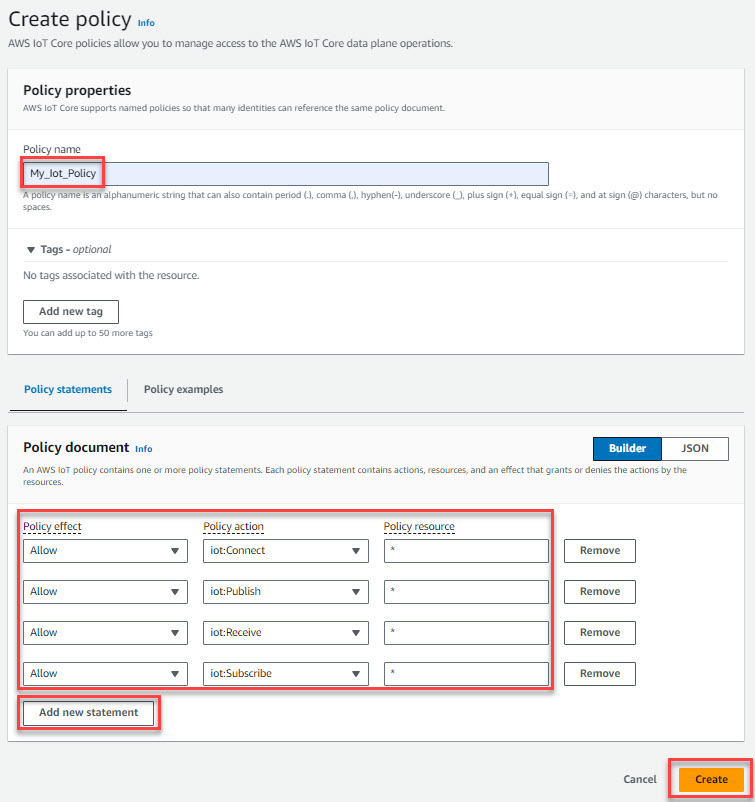 Create policy Info
AWS IoT Core policies allow you to manage access to the AWS IoT Core data plane operations.
Policy properties
AWS IoT Core supports named policies so that many identities can reference the same policy document.
Policy name
My_Iot_Policy
A policy name is an alphanumeric string that can also contain period (.), comma (,), hyphen(-), underscore (_), plus sign (+), equal sign (=), and at sign (@) characters, but no
spaces.
Tags - optional
No tags associated with the resource.
Add new tag
You can add up to 50 more tags
Policy statements Policy examples
Policy document Info Builder JSON
An AWS IoT policy contains one or more policy statements. Each policy statement contains actions, resources, and an effect that grants or denies the actions by the
resources.
Policy effect Policy action Policy resource
Allow iot:Connect * Remove
Allow iot:Publish * Remove
Allow iot:Receive * Remove
Allow iot:Subscribe * Remove
Add new statement
Cancel Create